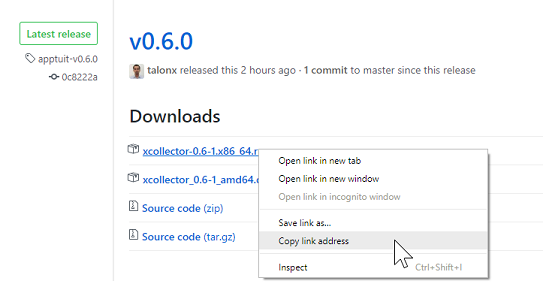 Latest release
apptuit-v0.6.0
0c8222a
v0.6.0
talonx released this 2 hours ago · 1 commit to master since this release
Downloads
xcollector-0.6-1.x86_64.r
xcollector_0.6-1_amd64.
Source code (zip)
Source code (tar.gz)
Open link in new tab
Open link in new window
Open link in incognito window
Save link as...
Copy link address
Inspect Ctrl+Shift+I